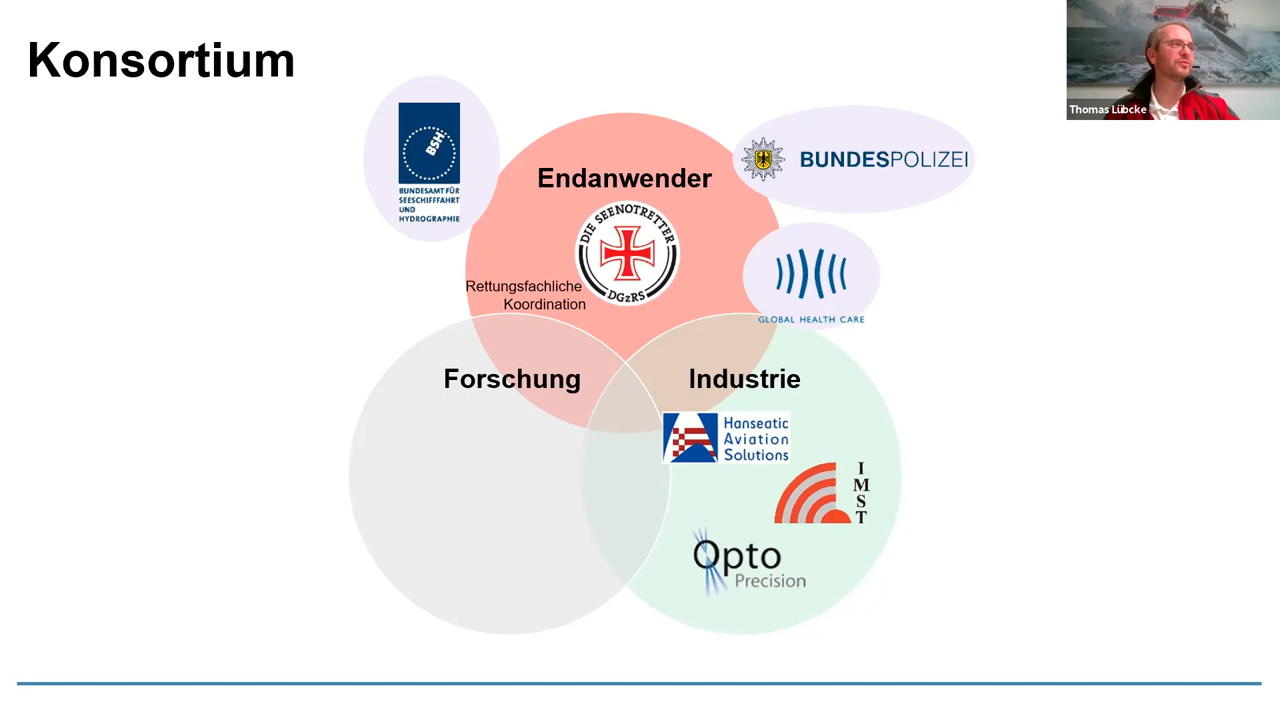 Konsortium
Thomas Lübcke
BSH
BUNDESAMT FÜR
SEESCHIFFFAHRT
UND
HYDROGRAPHIE
Endanwender
BUNDESPOLIZEI
DIE SEENOTRETTER
DGzRS
Rettungsfachliche
Koordination
GLOBAL HEALTH CARE
Forschung
Industrie
Hanseatic
Aviation
Solutions
IMST
Opto
Precision